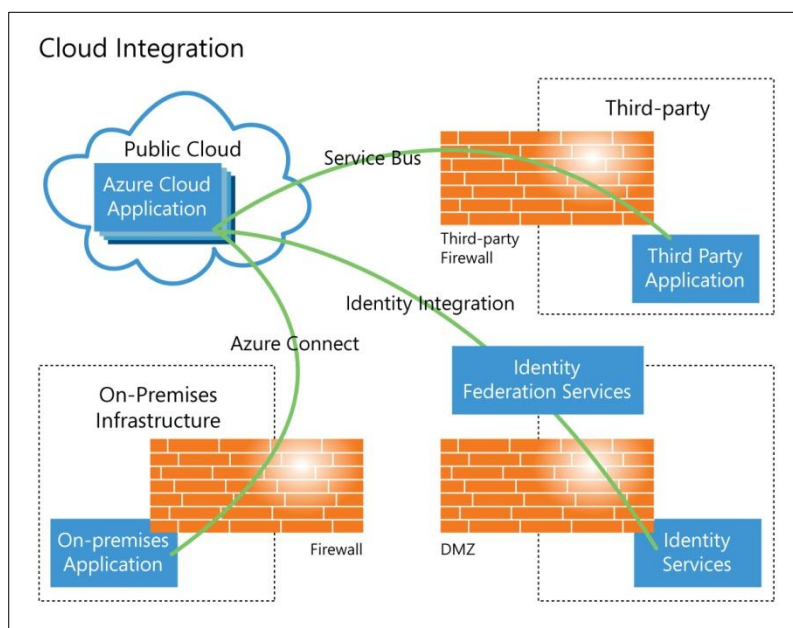 Cloud Integration
Public Cloud
Azure Cloud
Application
Service Bus
Third-party
Third-party
Firewall
Third Party
Application
Identity Integration
Azure Connect
Identity
Federation Services
On-Premises
Infrastructure
On-premises
Application
Firewall
DMZ
Identity
Services